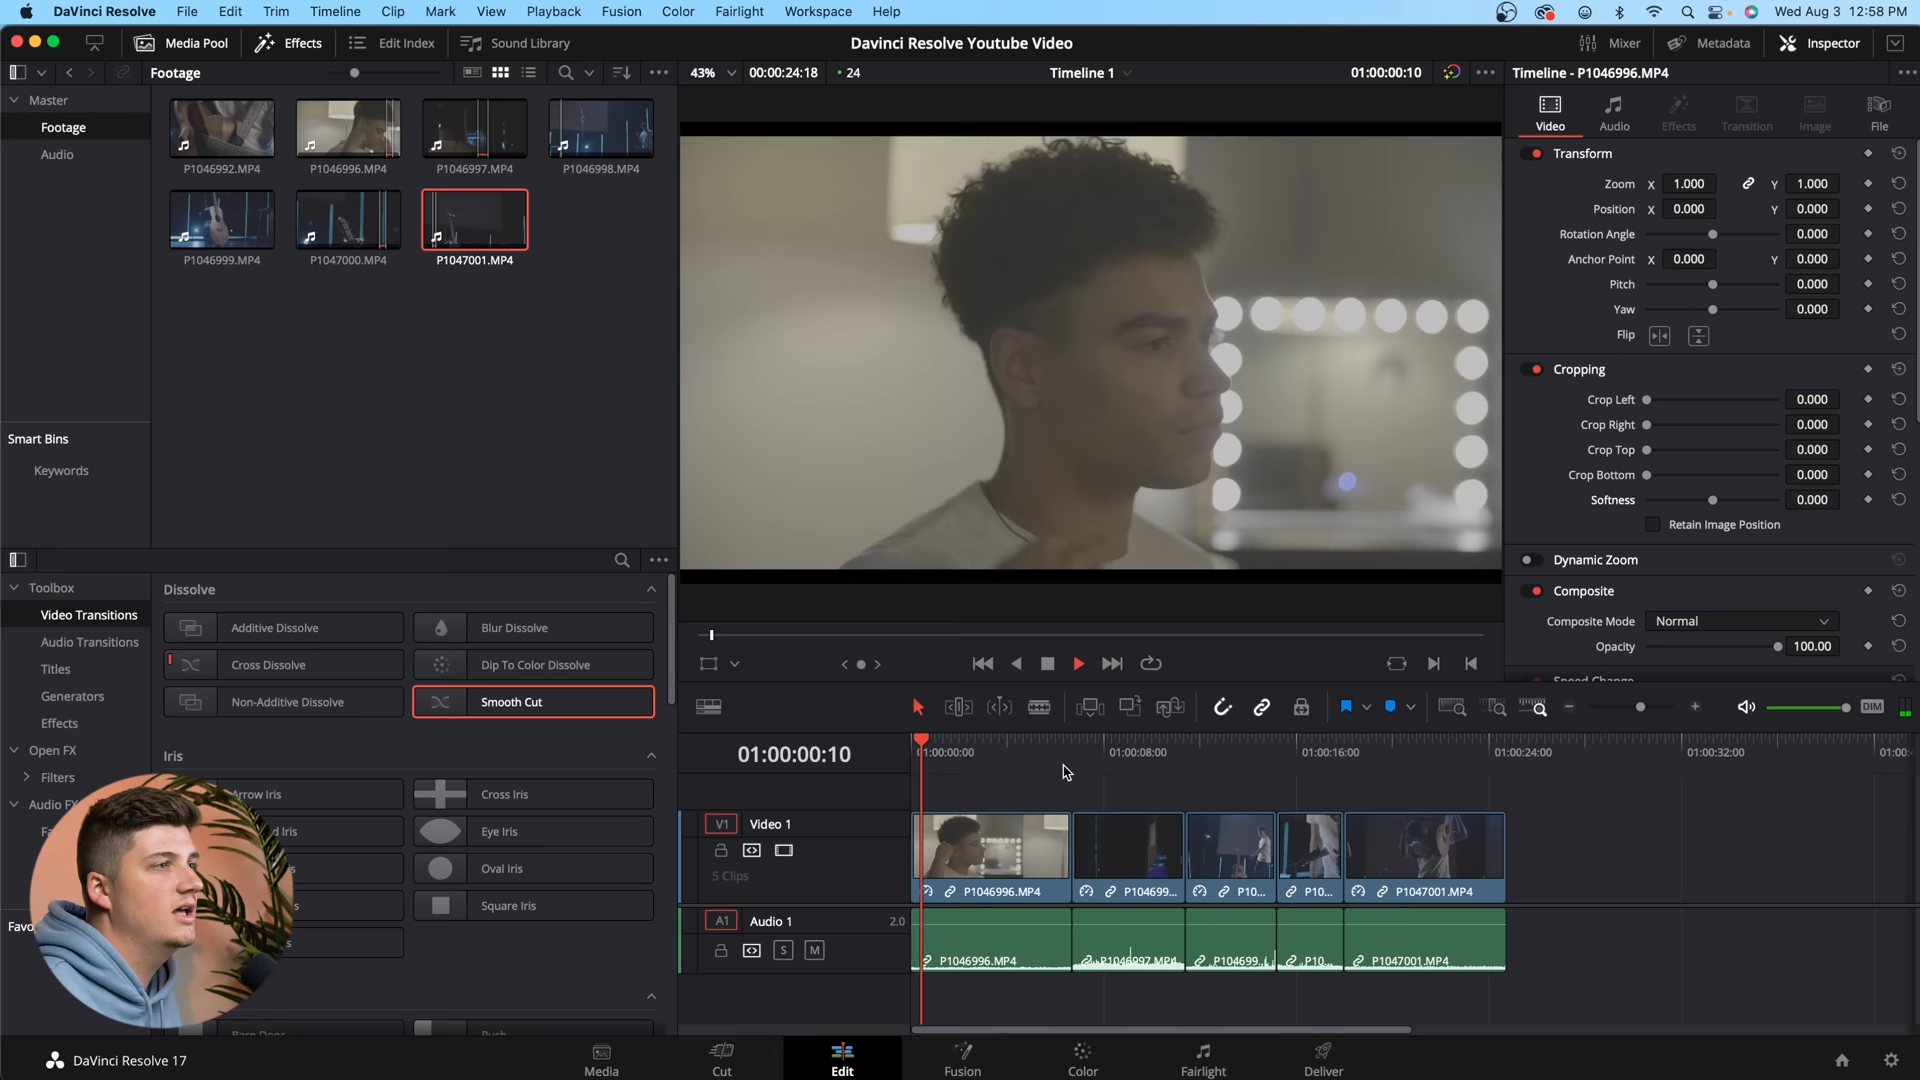 DaVinci Resolve File Edit Trim Timeline Clip Mark View Playback Fusion Color Fairlight Workspace Help Wed Aug 3 12:58 PM
Media Pool Effects Edit Index Sound Library Davinci Resolve Youtube Video Mixer Metadata Inspector
Footage 43% 00:00:24:18 24 Timeline 1 01:00:00:10 Timeline - P1046996.MP4
Master
Footage
Audio
P1046992.MP4 P1046996.MP4 P1046997.MP4 P1046998.MP4
P1046999.MP4 P1047000.MP4 P1047001.MP4
Smart Bins
Keywords
Video Audio Effects Transition Image File
Transform
Zoom X 1.000 Y 1.000
Position X 0.000 Y 0.000
Rotation Angle 0.000
Anchor Point X 0.000 Y 0.000
Pitch 0.000
Yaw 0.000
Flip
Cropping
Crop Left 0.000
Crop Right 0.000
Crop Top 0.000
Crop Bottom 0.000
Softness 0.000
Retain Image Position
Dynamic Zoom
Composite
Composite Mode Normal
Opacity 100.00
Speed Change
Toolbox
Video Transitions
Audio Transitions
Titles
Generators
Effects
Open FX
Filters
Audio FX
Favo
Dissolve
Additive Dissolve Blur Dissolve
Cross Dissolve Dip To Color Dissolve
Non-Additive Dissolve Smooth Cut
Iris
Arrow Iris Cross Iris
Iris Eye Iris
Oval Iris
Square Iris
Barn Door Push
DIM
01:00:00:10 01:00:00:00 01:00:08:00 01:00:16:00 01:00:24:00 01:00:32:00 01:00:
V1 Video 1
5 Clips
P1046996.MP4 P104699... P10... P10... P1047001.MP4
A1 Audio 1 2.0
S M
P1046996.MP4 P1046997.MP4 P104699... P10... P1047001.MP4
DaVinci Resolve 17 Media Cut Edit Fusion Color Fairlight Deliver